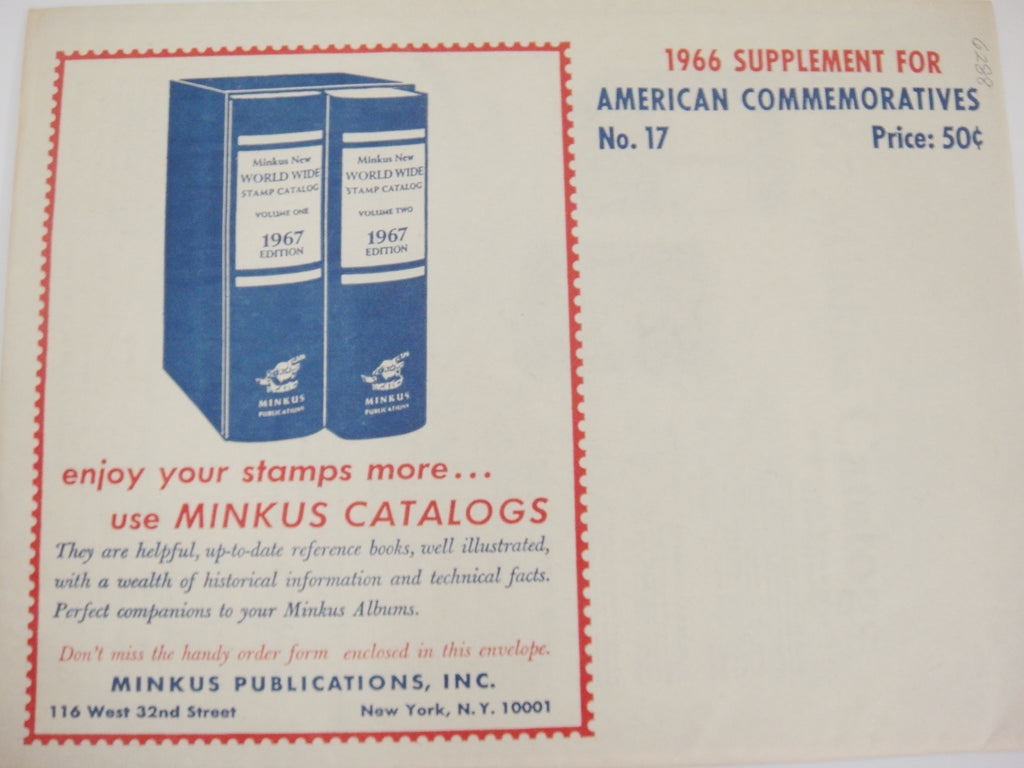 1966 SUPPLEMENT FOR
AMERICAN COMMEMORATIVES
No. 17 Price: 50¢
6288
Minkus New
WORLD WIDE
STAMP CATALOG
VOLUME ONE
1967
EDITION
MINKUS
PUBLICATIONS
Minkus New
WORLD WIDE
STAMP CATALOG
VOLUME TWO
1967
EDITION
MINKUS
PUBLICATIONS
enjoy your stamps more...
use MINKUS CATALOGS
They are helpful, up-to-date reference books, well illustrated,
with a wealth of historical information and technical facts.
Perfect companions to your Minkus Albums.
Don't miss the handy order form enclosed in this envelope.
MINKUS PUBLICATIONS, INC.
116 West 32nd Street New York, N.Y. 10001